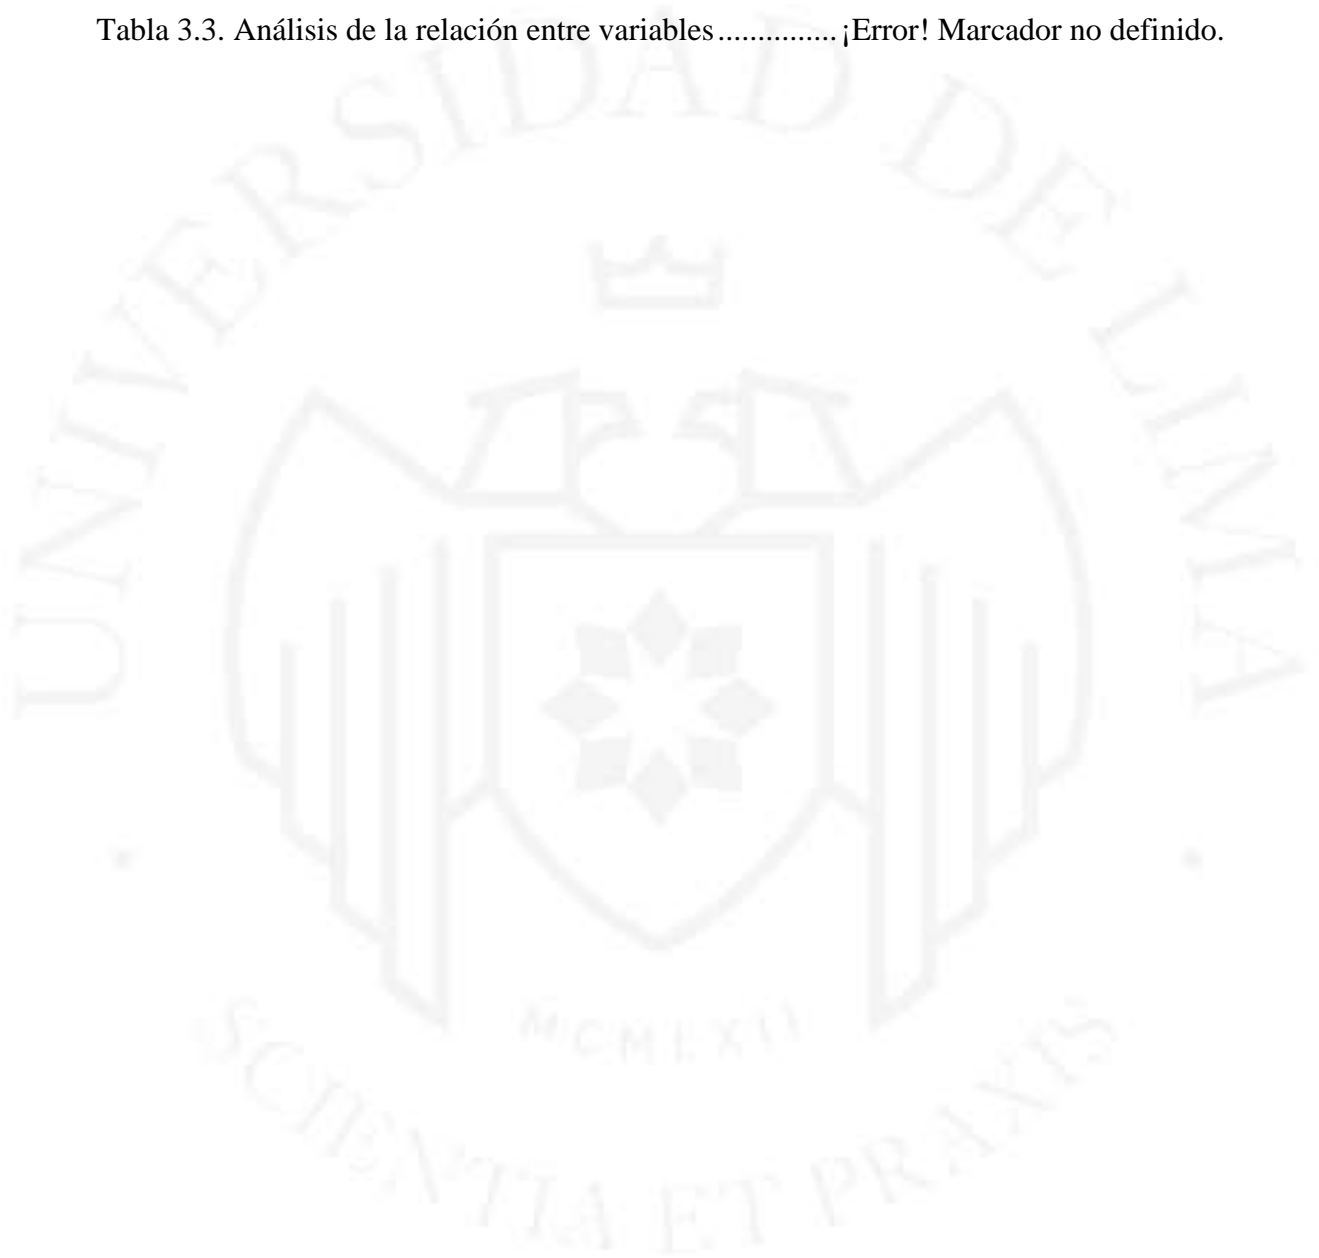 Tabla 3.3. Análisis de la relación entre variables............... ¡Error! Marcador no definido.
UNIVERSIDAD DE LIMA
MCMLXII
SCIENTIA ET PRAXIS